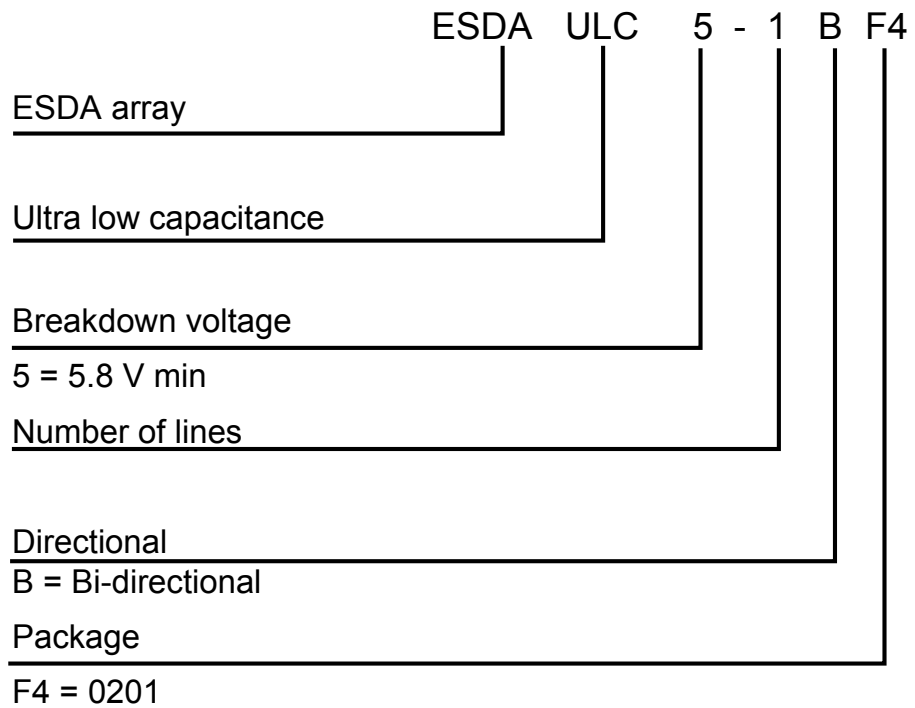 ESDA ULC 5 - 1 B F4
ESDA array
Ultra low capacitance
Breakdown voltage
5 = 5.8 V min
Number of lines
Directional
B = Bi-directional
Package
F4 = 0201